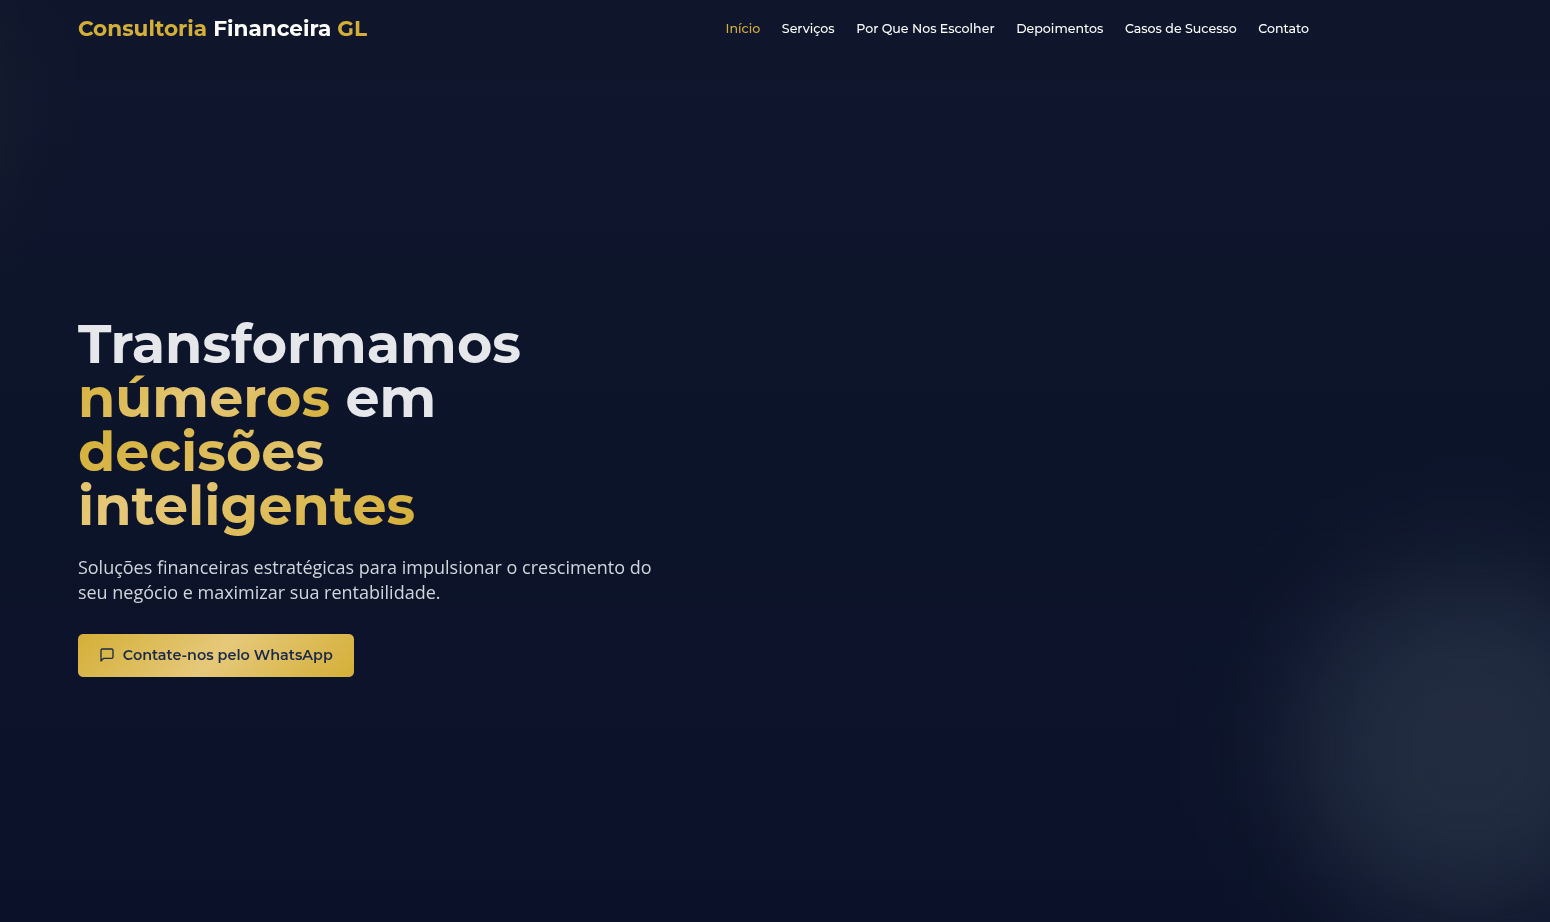 Consultoria Financeira GL
Início Serviços Por Que Nos Escolher Depoimentos Casos de Sucesso Contato
Transformamos
números em
decisões
inteligentes
Soluções financeiras estratégicas para impulsionar o crescimento do
seu negócio e maximizar sua rentabilidade.
Contate-nos pelo WhatsApp